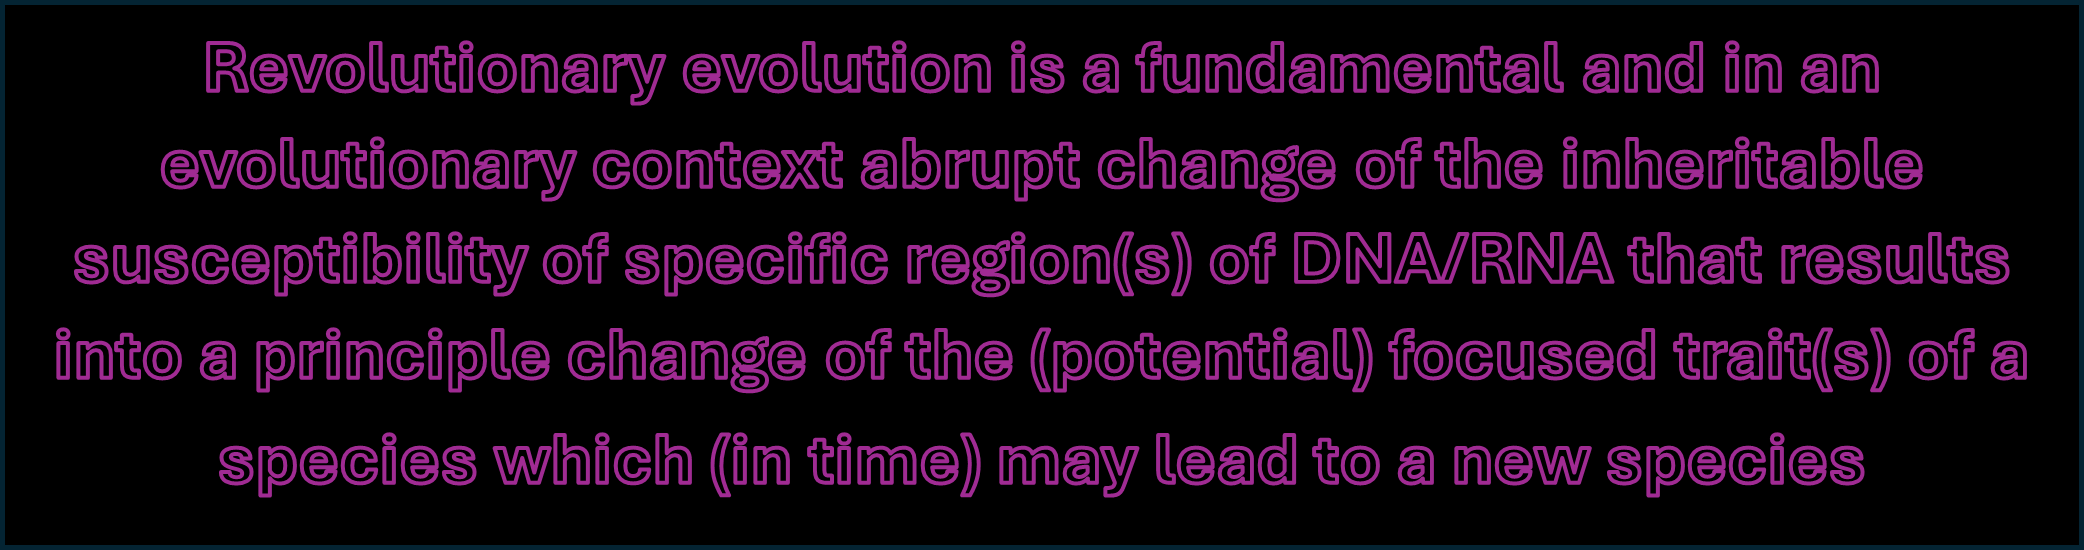 Revolutionary evolution is a fundamental and in an
evolutionary context abrupt change of the inheritable
susceptibility of specific region(s) of DNA/RNA that results
into a principle change of the (potential) focused trait(s) of a
species which (in time) may lead to a new species